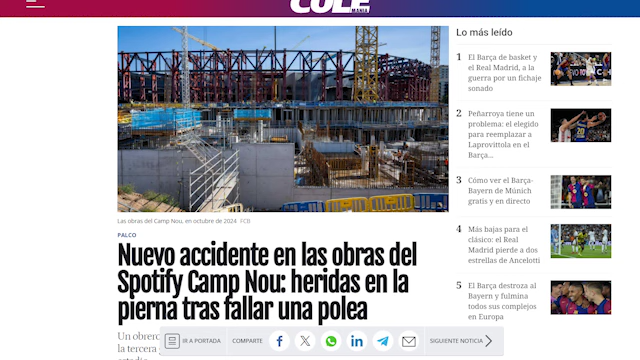 CULE
MANÍA
Las obras del Camp Nou, en octubre de 2024 FCB
PALCO
Nuevo accidente en las obras del
Spotify Camp Nou: heridas en la
pierna tras fallar una polea
Un obrero
la tercera
IR A PORTADA
COMPARTE
SIGUIENTE NOTICIA
Lo más leído
1 El Barça de basket y
el Real Madrid, a la
guerra por un fichaje
sonado
2 Peñarroya tiene un
problema: el elegido
para reemplazar a
Laprovittola en el
Barça...
3 Cómo ver el Barça-
Bayern de Múnich
gratis y en directo
4 Más bajas para el
clásico: el Real
Madrid pierde a dos
estrellas de Ancelotti
5 El Barça destroza al
Bayern y fulmina
todos sus complejos
en Europa